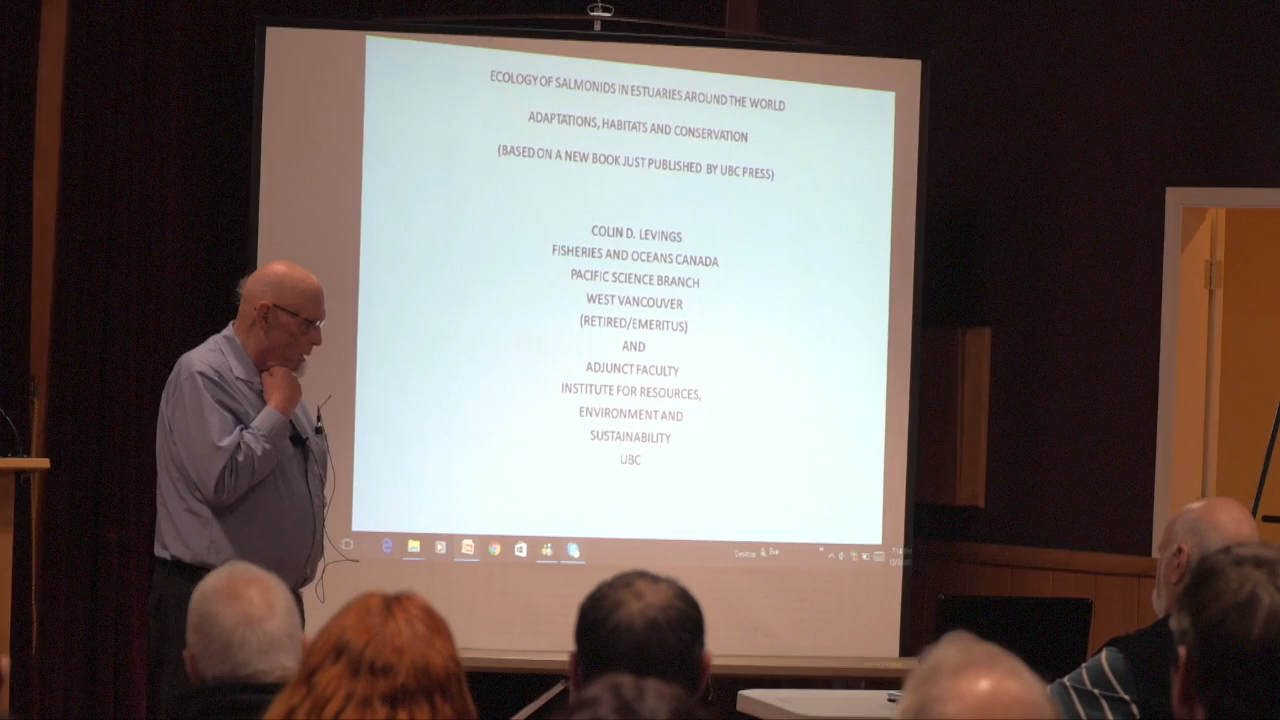 ECOLOGY OF SALMONIDS IN ESTUARIES AROUND THE WORLD
ADAPTATIONS, HABITATS AND CONSERVATION
(BASED ON A NEW BOOK JUST PUBLISHED BY UBC PRESS)
COLIN D. LEVINGS
FISHERIES AND OCEANS CANADA
PACIFIC SCIENCE BRANCH
WEST VANCOUVER
(RETIRED/EMERITUS)
AND
ADJUNCT FACULTY
INSTITUTE FOR RESOURCES,
ENVIRONMENT AND
SUSTAINABILITY
UBC
Desktop